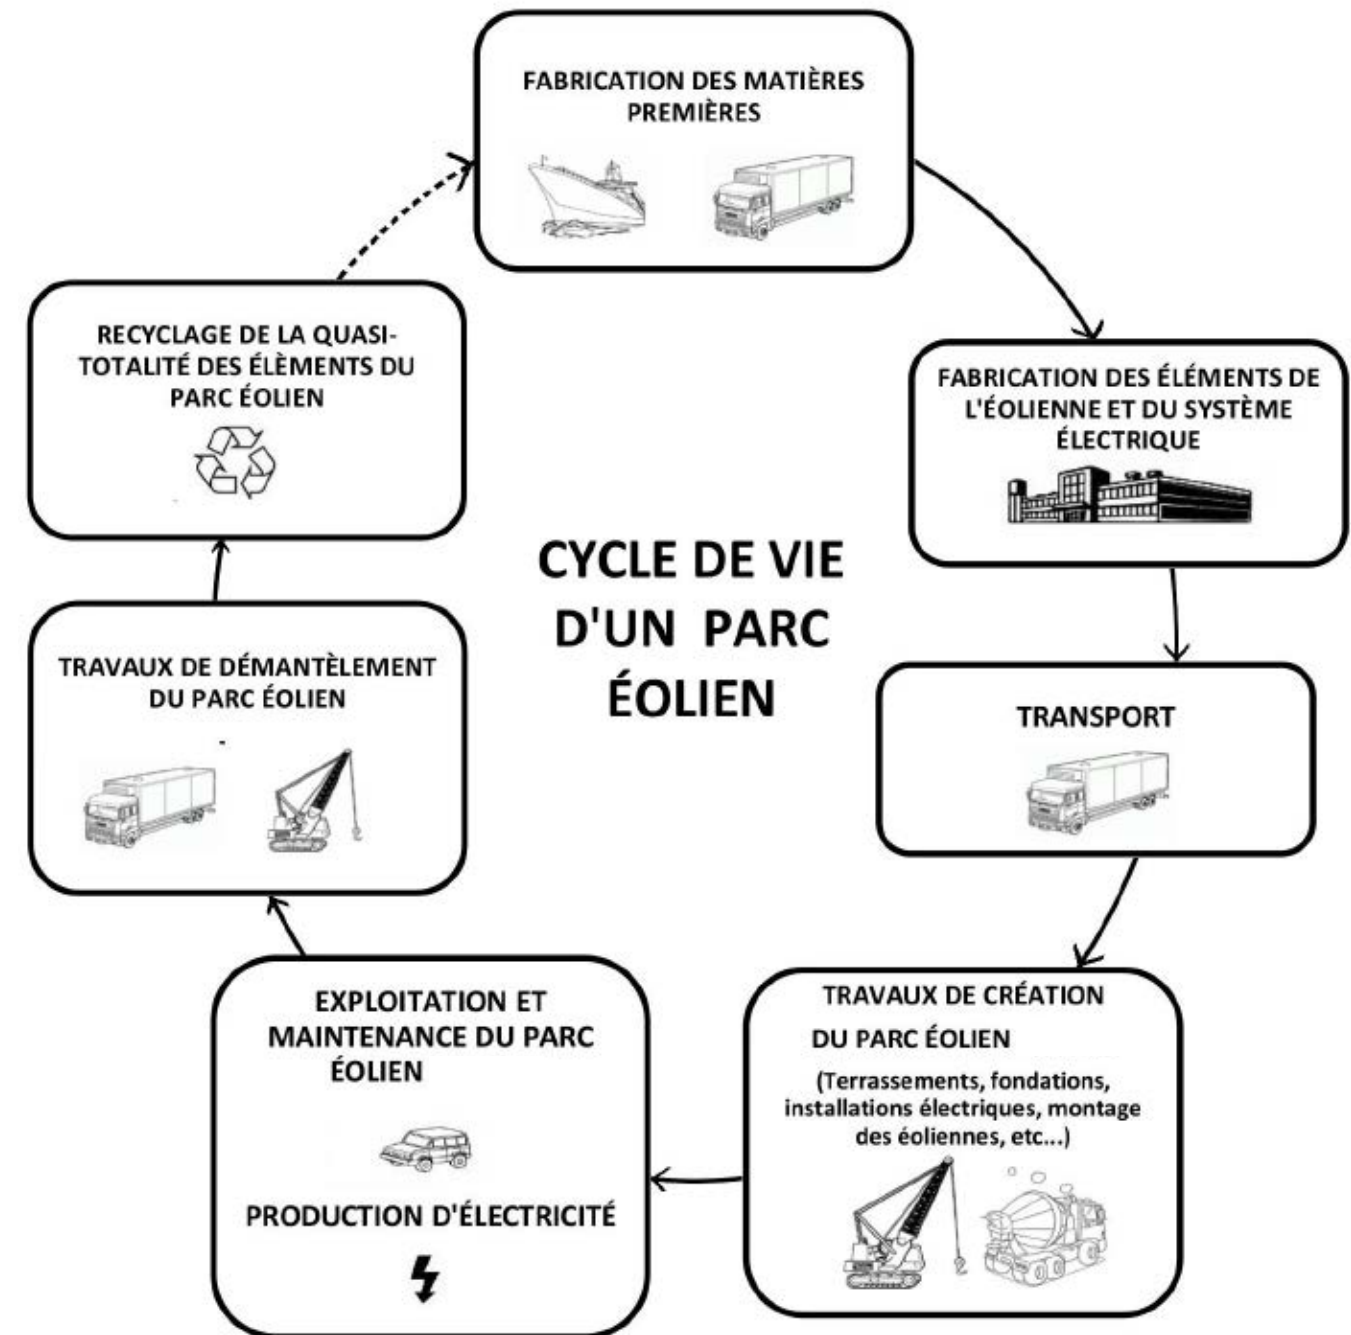 FABRICATION DES MATIÈRES
PREMIÈRES
FABRICATION DES ÉLÉMENTS DE
L'ÉOLIENNE ET DU SYSTÈME
ÉLECTRIQUE
TRANSPORT
TRAVAUX DE CRÉATION
DU PARC ÉOLIEN
(Terrassements, fondations,
installations électriques, montage
des éoliennes, etc...)
EXPLOITATION ET
MAINTENANCE DU PARC
ÉOLIEN
PRODUCTION D'ÉLECTRICITÉ
TRAVAUX DE DÉMANTÈLEMENT
DU PARC ÉOLIEN
RECYCLAGE DE LA QUASI-
TOTALITÉ DES ÉLÈMENTS DU
PARC ÉOLIEN
CYCLE DE VIE
D'UN PARC
ÉOLIEN